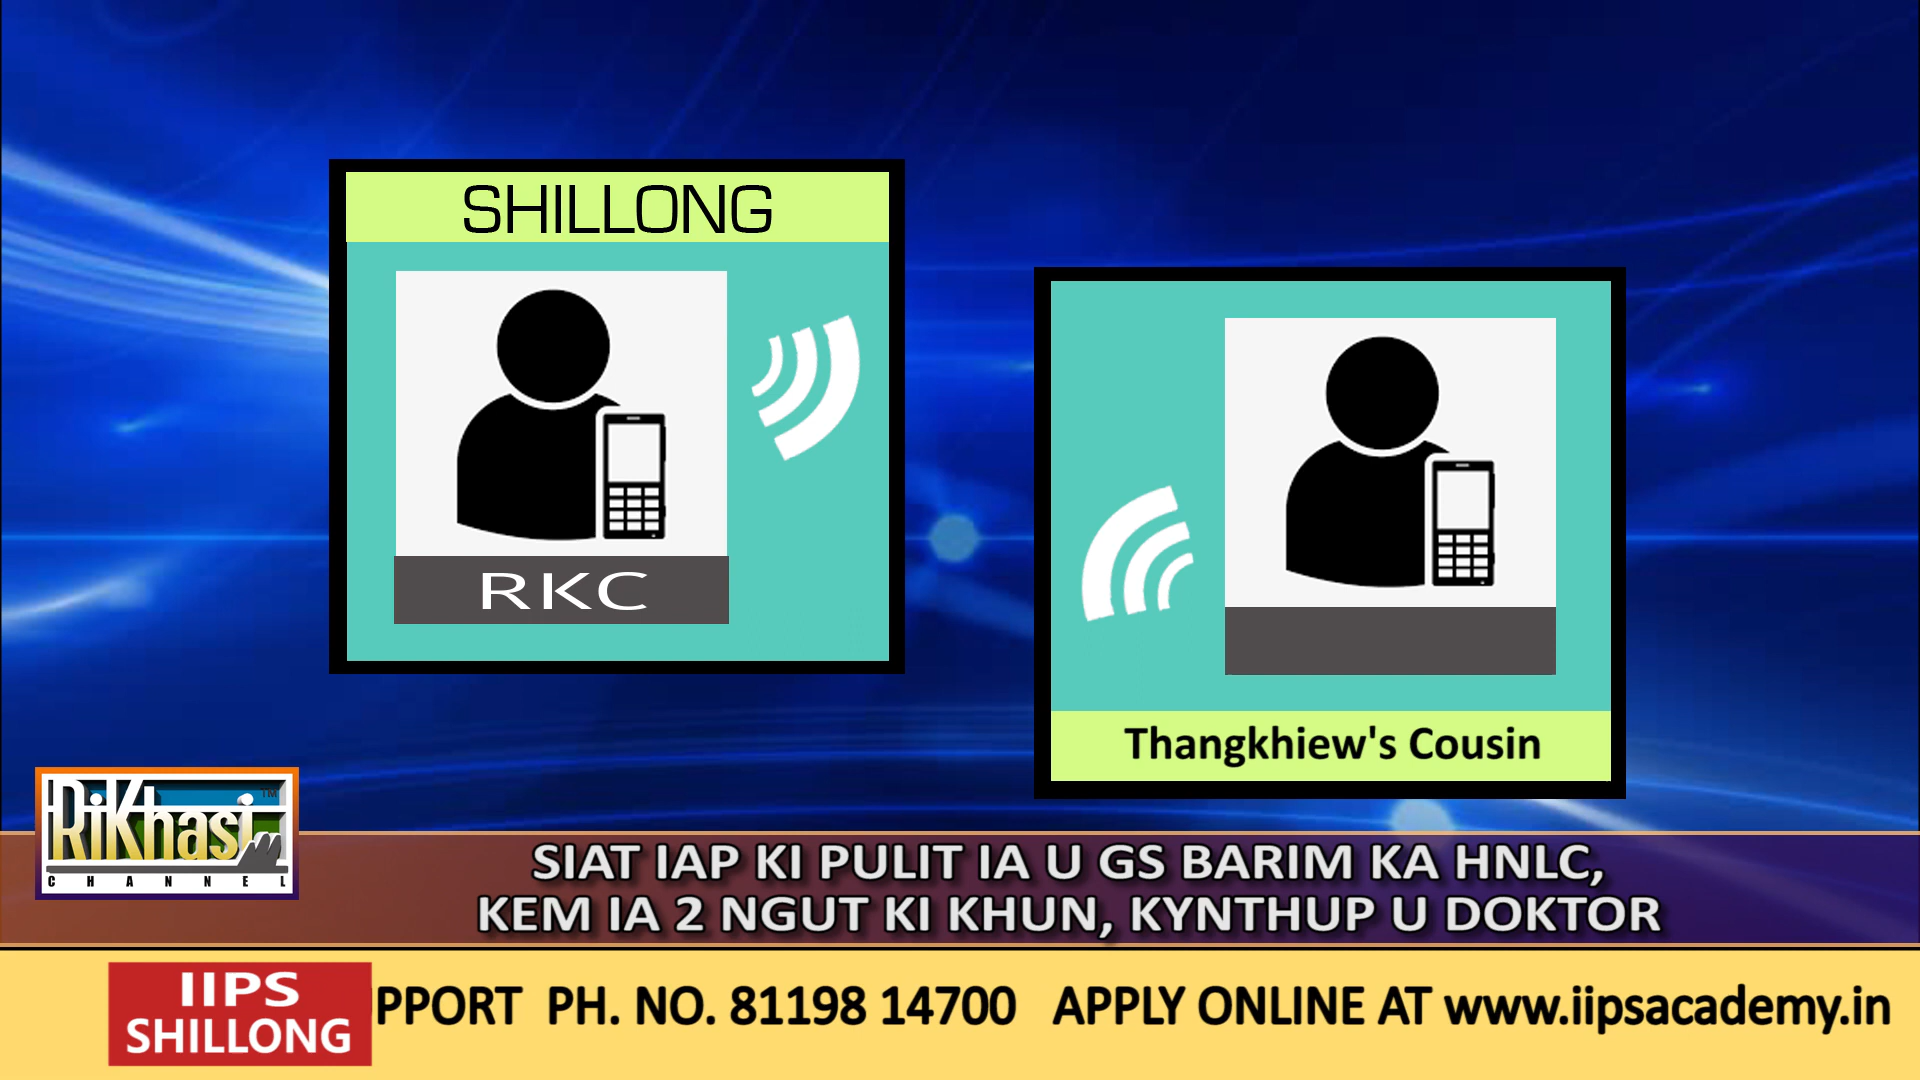 SHILLONG
RKC
Thangkhiew's Cousin
RiKhasi
TM
CHANNEL
SIAT IAP KI PULIT IA U GS BARIM KA HNLC,
KEM IA 2 NGUT KI KHUN, KYNTHUP U DOKTOR
IIPS
SHILLONG
PPORT PH. NO. 81198 14700 APPLY ONLINE AT www.iipsacademy.in